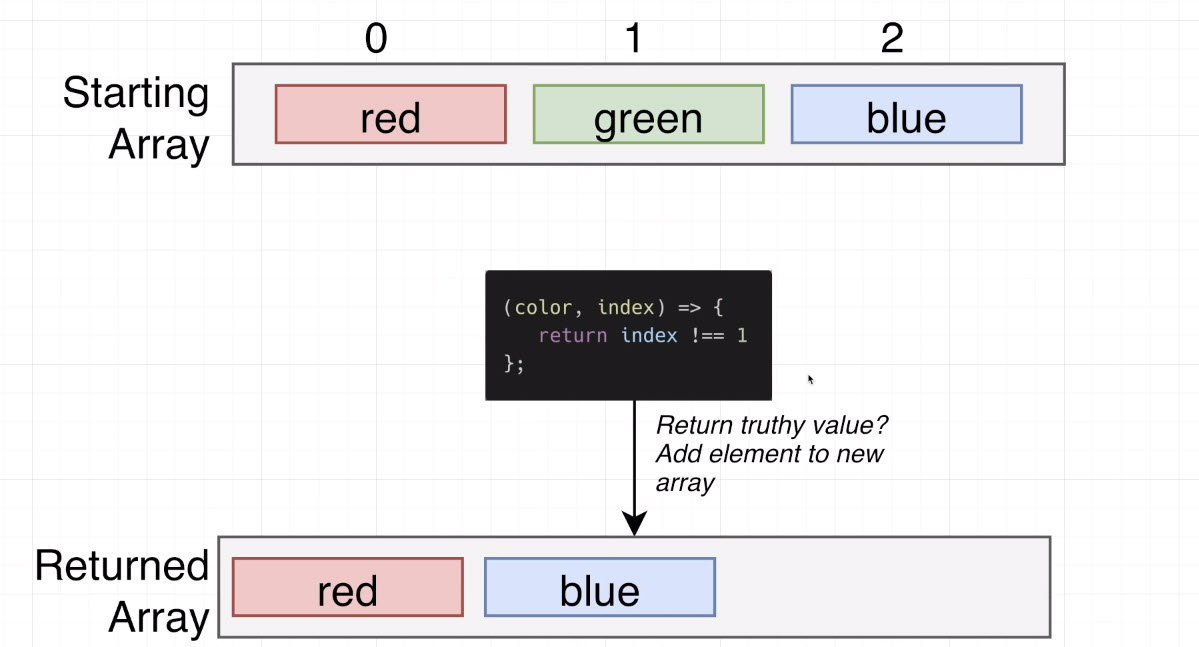 0 1 2
Starting
Array
red green blue
(color, index) => {
return index !== 1
};
Return truthy value?
Add element to new
array
Returned
Array
red blue